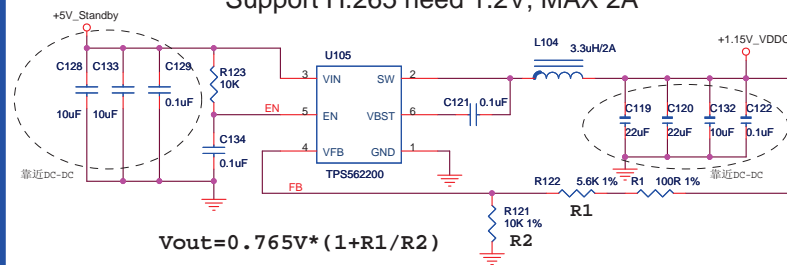 Support H.265 need 1.2V, MAX 2A
+5V_Standby
+1.15V_VDDC
U105
L104
3.3uH/2A
C128
C133
C129
R123
10K
10uF
10uF
0.1uF
3
VIN
SW
2
5
EN
VBST
6
4
VFB
GND
1
TPS562200
EN
C134
0.1uF
C121
0.1uF
C119
22uF
C120
22uF
C132
10uF
C122
0.1uF
靠近DC-DC
靠近DC-DC
FB
R122
5.6K 1%
R1
100R 1%
R1
R121
10K 1%
R2
Vout=0.765V*(1+R1/R2)